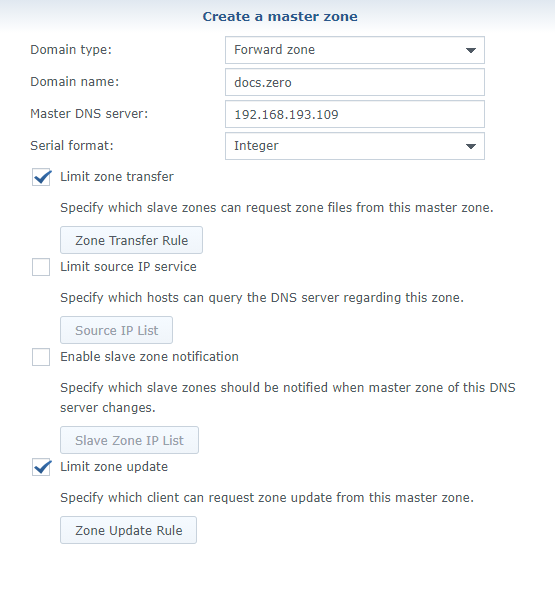 Create a master zone
Domain type: Forward zone
Domain name: docs.zero
Master DNS server: 192.168.193.109
Serial format: Integer
Limit zone transfer
Specify which slave zones can request zone files from this master zone.
Zone Transfer Rule
Limit source IP service
Specify which hosts can query the DNS server regarding this zone.
Source IP List
Enable slave zone notification
Specify which slave zones should be notified when master zone of this DNS
server changes.
Slave Zone IP List
Limit zone update
Specify which client can request zone update from this master zone.
Zone Update Rule